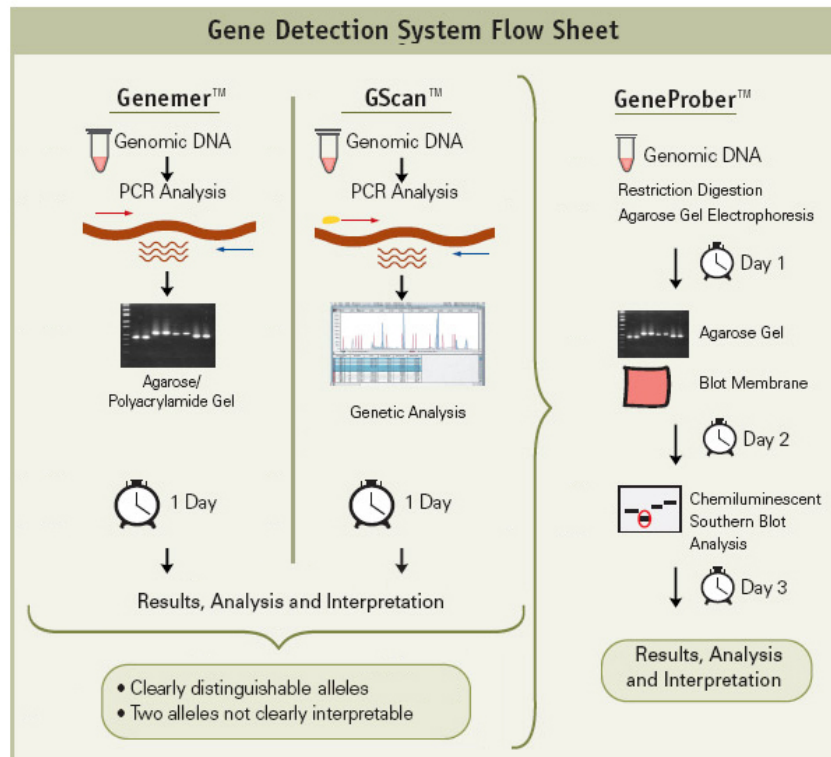 Gene Detection System Flow Sheet
Genemer™
Genomic DNA
PCR Analysis
Agarose/
Polyacrylamide Gel
1 Day
GScan™
Genomic DNA
PCR Analysis
Genetic Analysis
1 Day
Results, Analysis and Interpretation
• Clearly distinguishable alleles
• Two alleles not clearly interpretable
GeneProber™
Genomic DNA
Restriction Digestion
Agarose Gel Electrophoresis
Day 1
Agarose Gel
Blot Membrane
Day 2
Chemiluminescent
Southern Blot
Analysis
Day 3
Results, Analysis
and Interpretation